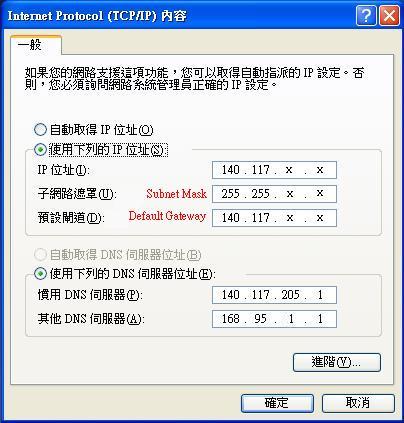 Internet Protocol (TCP/IP) 內容
一般
如果您的網路支援這項功能，您可以取得自動指派的 IP 設定。否
則，您必須詢問網路系統管理員正確的 IP 設定。
自動取得 IP 位址(O)
使用下列的 IP 位址(S):
IP 位址(I): 140 . 117 . x . x
子網路遮罩(U): Subnet Mask 255 . 255 . x . x
預設閘道(D): Default Gateway 140 . 117 . x . x
自動取得 DNS 伺服器位址(B)
使用下列的 DNS 伺服器位址(E):
慣用 DNS 伺服器(P): 140 . 117 . 205 . 1
其他 DNS 伺服器(A): 168 . 95 . 1 . 1
進階(V)...
確定 取消